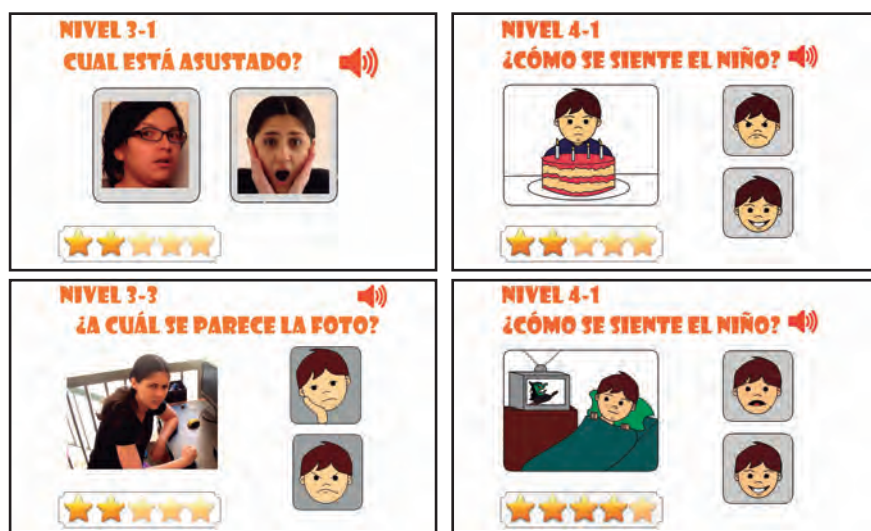 NIVEL 3-1
CUAL ESTÁ ASUSTADO?
NIVEL 4-1
¿CÓMO SE SIENTE EL NIÑO?
NIVEL 3-3
¿A CUÁL SE PARECE LA FOTO?
NIVEL 4-1
¿CÓMO SE SIENTE EL NIÑO?